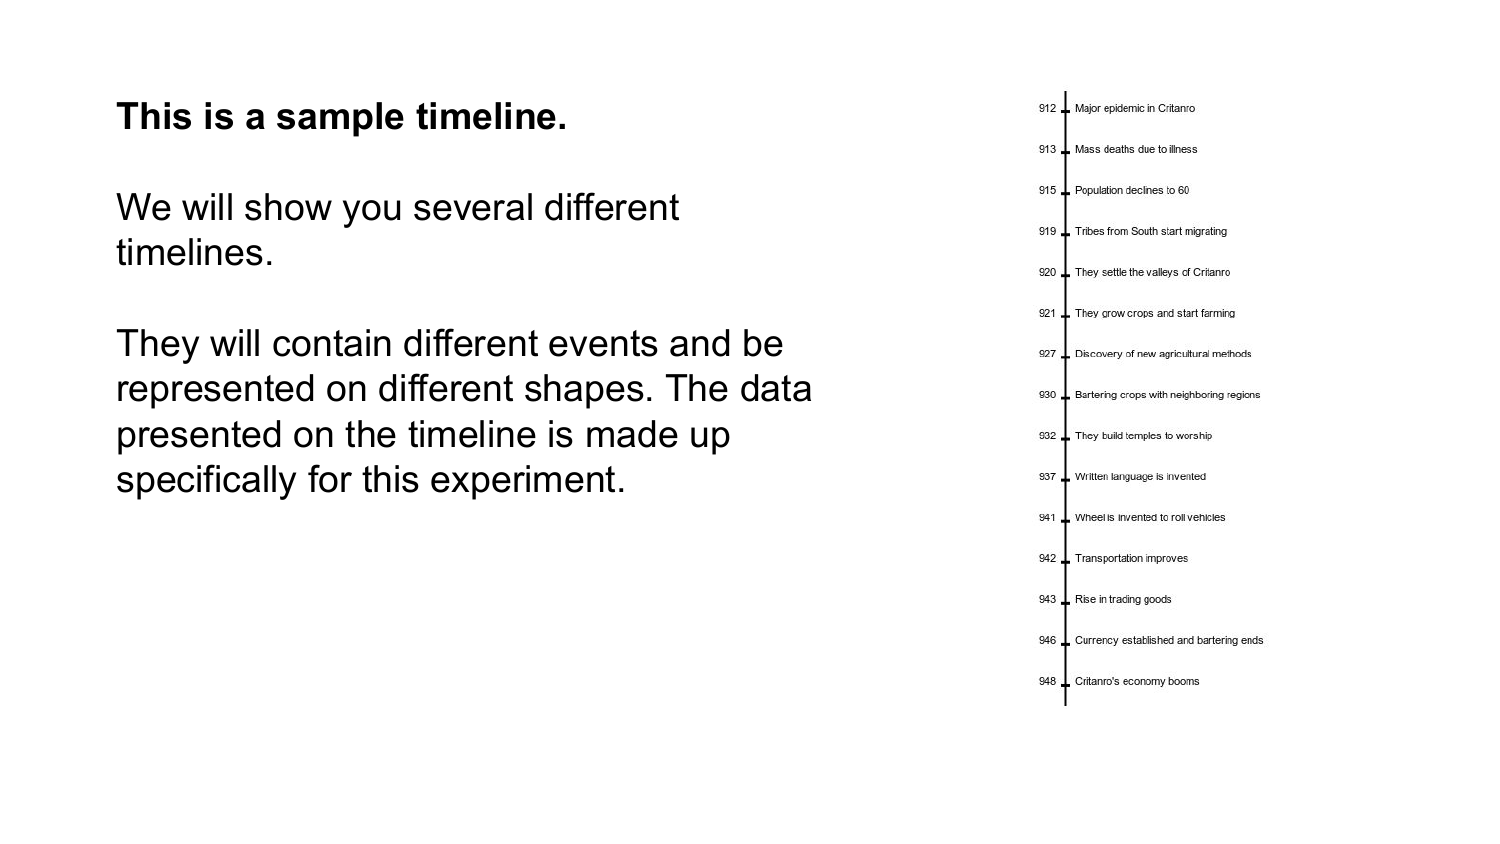 This is a sample timeline.
We will show you several different
timelines.
They will contain different events and be
represented on different shapes. The data
presented on the timeline is made up
specifically for this experiment.
912 Major epidemic in Critanro
913 Mass deaths due to illness
915 Population declines to 60
919 Tribes from South start migrating
920 They settle the valleys of Critanro
921 They grow crops and start farming
927 Discovery of new agricultural methods
930 Bartering crops with neighboring regions
932 They build temples to worship
937 Written language is invented
941 Wheel is invented to roll vehicles
942 Transportation improves
943 Rise in trading goods
946 Currency established and bartering ends
948 Critanro's economy booms